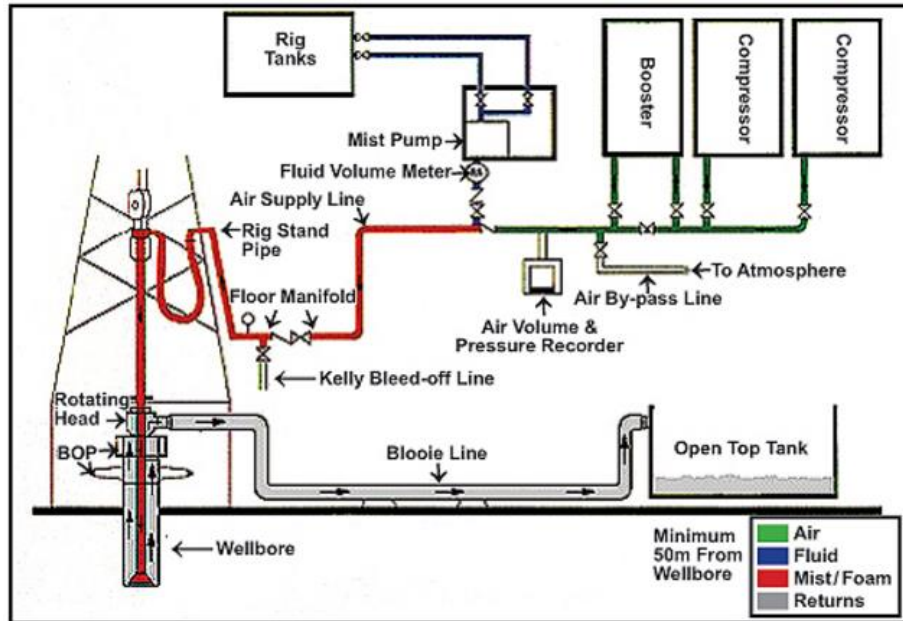 Rig
Tanks
Booster
Compressor
Compressor
Mist Pump
Fluid Volume Meter
Air Supply Line
Rig Stand
Pipe
To Atmosphere
Air By-pass Line
Floor Manifold
Air Volume &
Pressure Recorder
Kelly Bleed-off Line
Rotating
Head
BOP
Blooie Line
Open Top Tank
Wellbore
Minimum
50m From
Wellbore
Air
Fluid
Mist/Foam
Returns